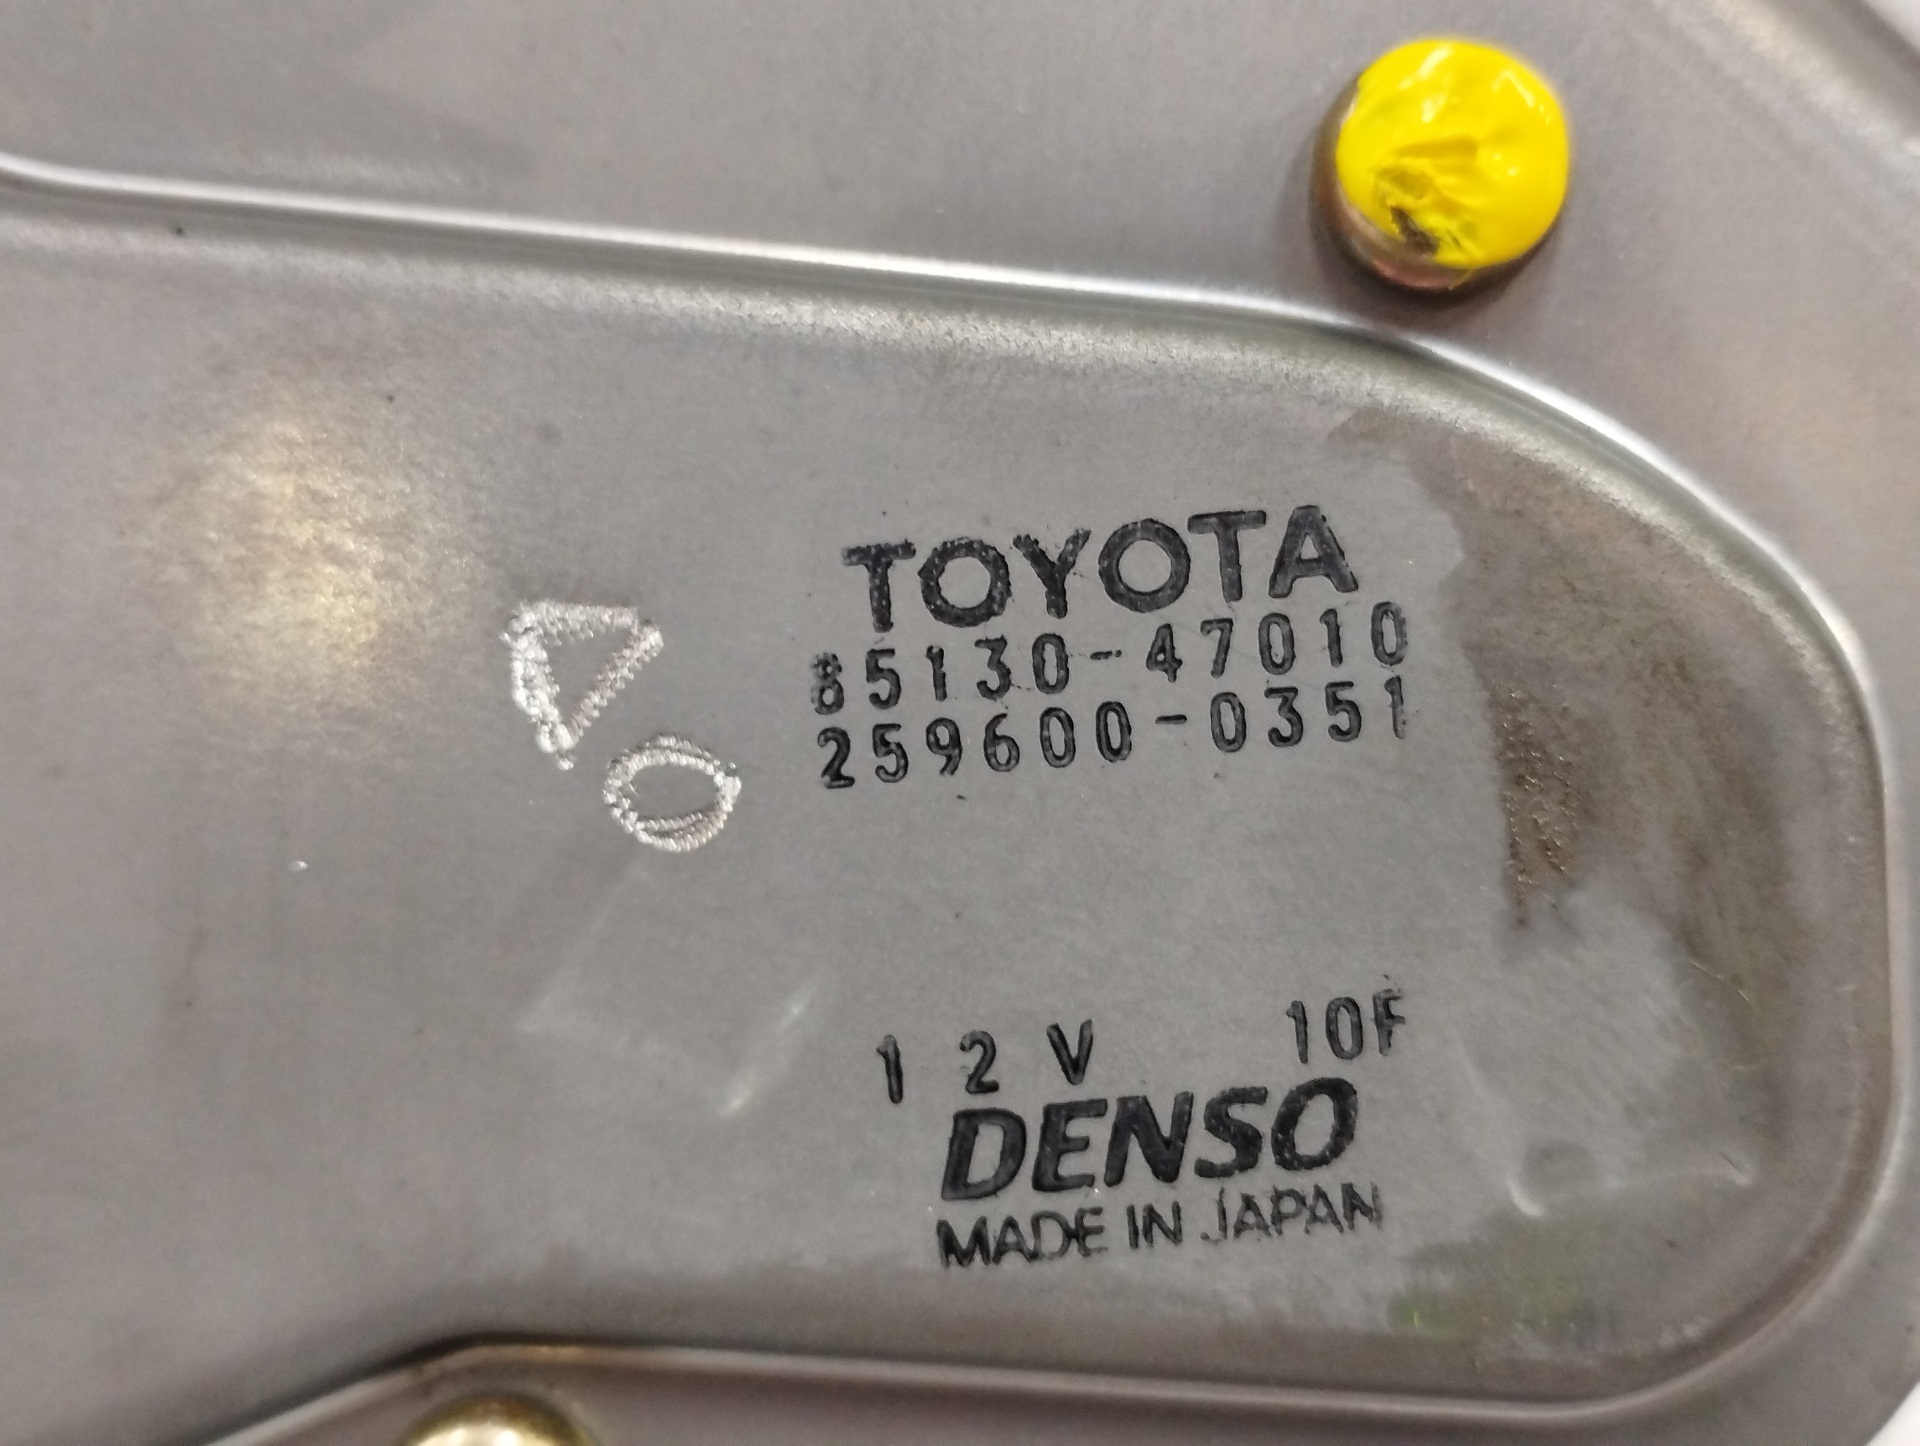 TOYOTA
85130-47010
259600-0351
12V 10F
DENSO
MADE IN JAPAN